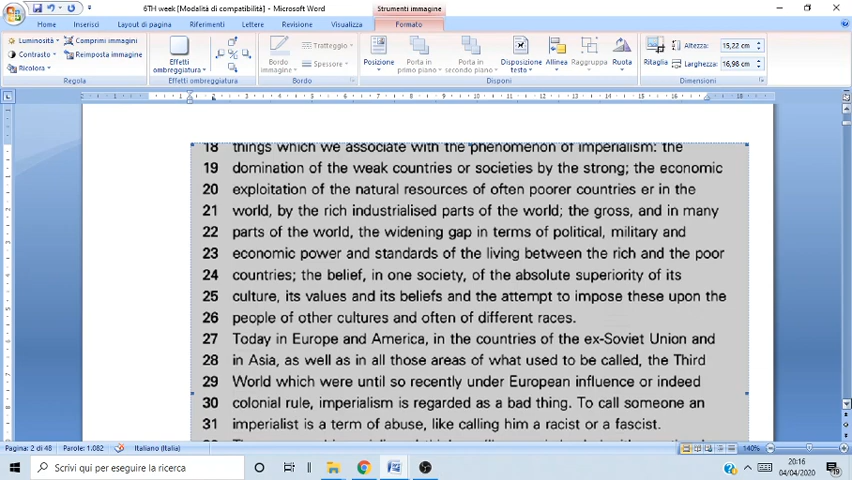 6TH week [Modalità di compatibilità] - Microsoft Word
Strumenti immagine
Home Inserisci Layout di pagina Riferimenti Lettere Revisione Visualizza Formato
Luminosità Comprimi immagini
Contrasto Reimposta immagine
Ricolora
Regola
Effetti ombreggiatura
Effetti ombreggiatura
Bordo immagine
Tratteggio
Spessore
Bordo
Posizione
Porta in primo piano
Porta in secondo piano
Disposizione testo
Allinea
Raggruppa
Ruota
Disponi
Ritaglia
Altezza: 15,22 cm
Larghezza: 16,98 cm
Dimensioni
18 things which we associate with the phenomenon of imperialism: the
19 domination of the weak countries or societies by the strong; the economic
20 exploitation of the natural resources of often poorer countries er in the
21 world, by the rich industrialised parts of the world; the gross, and in many
22 parts of the world, the widening gap in terms of political, military and
23 economic power and standards of the living between the rich and the poor
24 countries; the belief, in one society, of the absolute superiority of its
25 culture, its values and its beliefs and the attempt to impose these upon the
26 people of other cultures and often of different races.
27 Today in Europe and America, in the countries of the ex-Soviet Union and
28 in Asia, as well as in all those areas of what used to be called, the Third
29 World which were until so recently under European influence or indeed
30 colonial rule, imperialism is regarded as a bad thing. To call someone an
31 imperialist is a term of abuse, like calling him a racist or a fascist.
Pagina: 2 di 48 Parole: 1.082 Italiano (Italia) 140%
Scrivi qui per eseguire la ricerca
20:16
04/04/2020
19